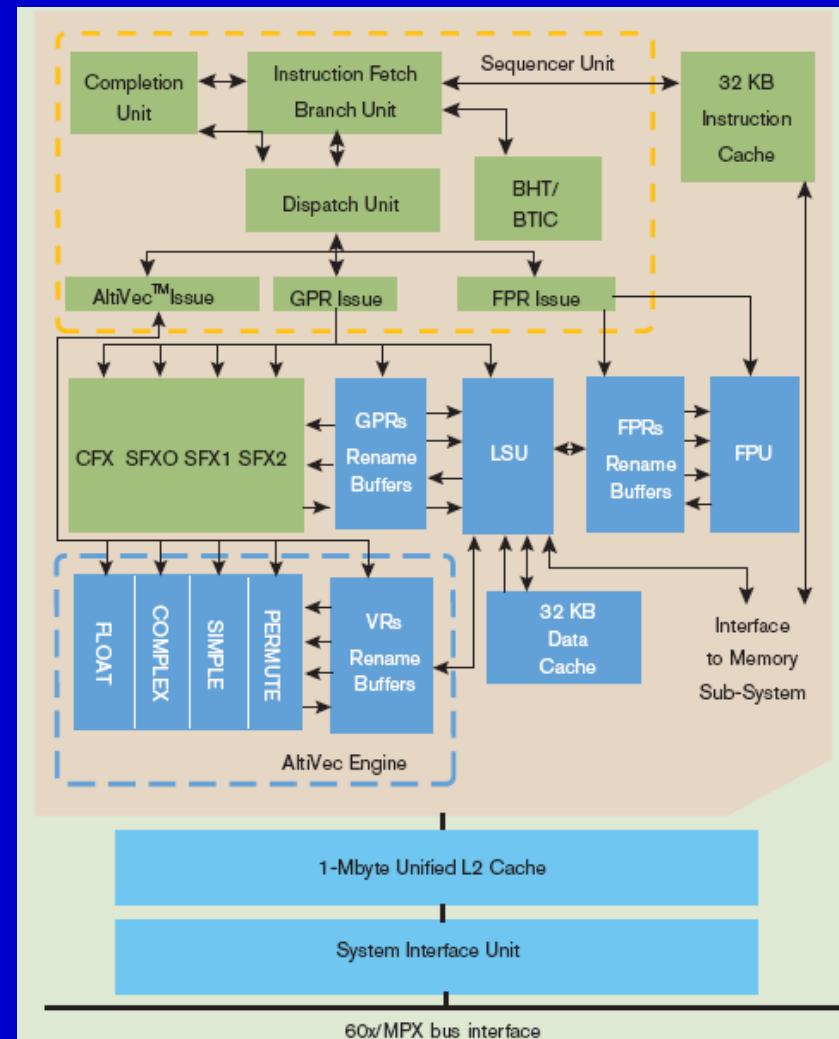 Sequencer Unit
Completion
Unit
Instruction Fetch
Branch Unit
32 KB
Instruction
Cache
Dispatch Unit
BHT/
BTIC
AltiVec™Issue
GPR Issue
FPR Issue
CFX SFXO SFX1 SFX2
GPRs
Rename
Buffers
LSU
FPRs
Rename
Buffers
FPU
FLOAT
COMPLEX
SIMPLE
PERMUTE
VRs
Rename
Buffers
32 KB
Data
Cache
Interface
to Memory
Sub-System
AltiVec Engine
1-Mbyte Unified L2 Cache
System Interface Unit
60x/MPX bus interface